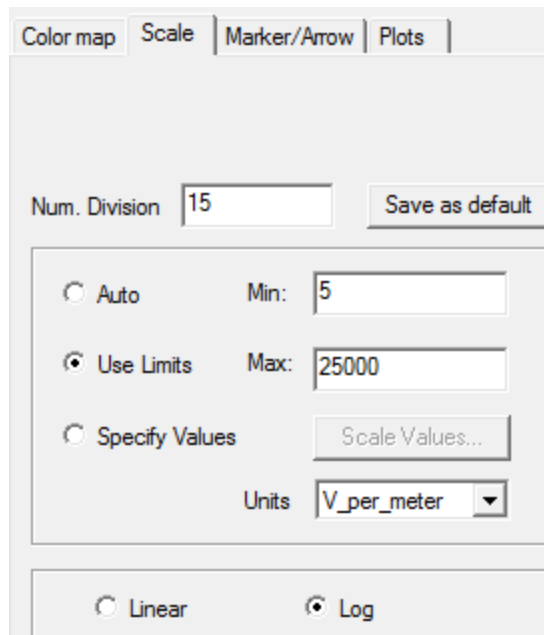 Color map Scale Marker/Arrow Plots
Num. Division 15 Save as default
Auto Min: 5
Use Limits Max: 25000
Specify Values Scale Values...
Units V_per_meter
Linear Log